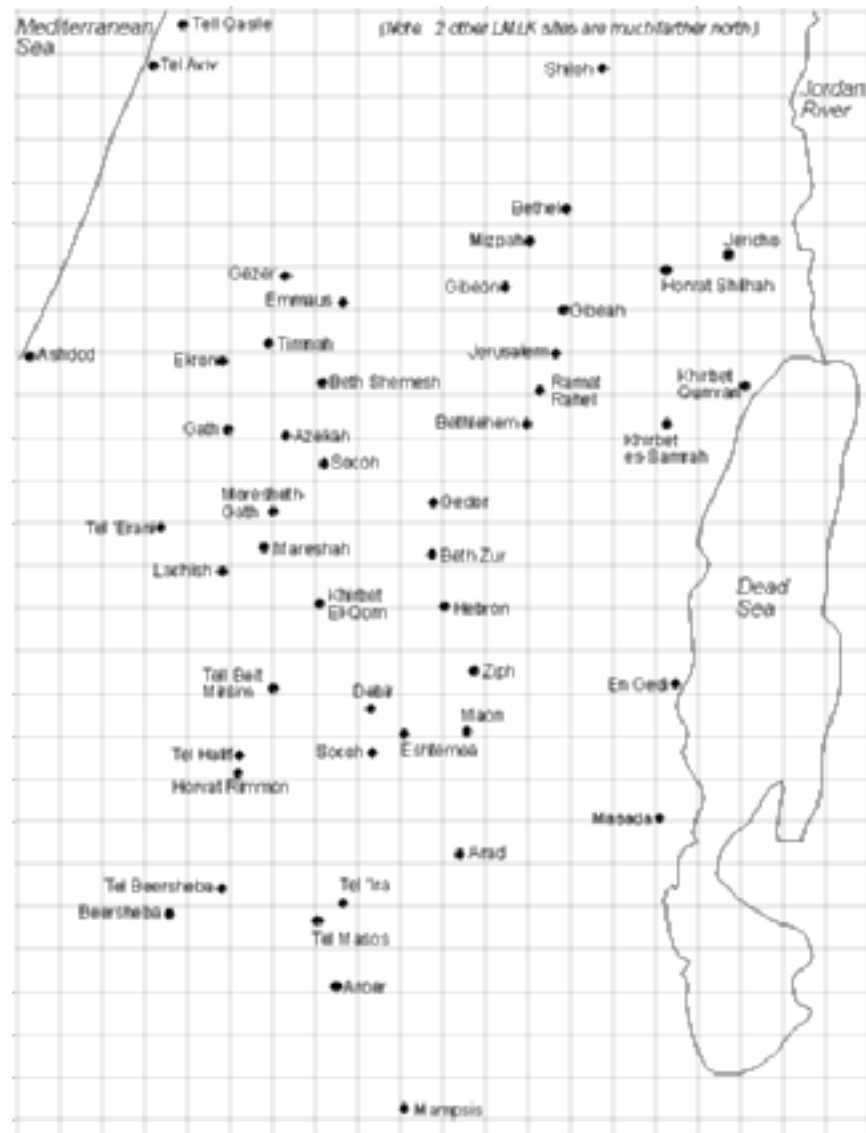 Mediterranean
Sea
Tell Qasile
(Note: 2 other LMLK sites are much farther north)
Tel Aviv
Shiloh
Jordan
River
Bethel
Mizpah
Jericho
Gezer
Horvat Shilhah
Emmaus
Gibeon
Gibeah
Timnah
Ashdod
Ekron
Jerusalem
Beth Shemesh
Ramat
Rahel
Khirbet
Qumran
Gath
Azekah
Bethlehem
Khirbet
es-Samrah
Socoh
Moresheth-
Gath
Gedor
Tel 'Erani
Mareshah
Beth Zur
Lachish
Khirbet
El-Qom
Hebron
Dead
Sea
Tell Beit
Mirsim
Ziph
En Gedi
Debir
Maon
Tel Halif
Socoh
Eshtemoa
Horvat Rimmon
Masada
Arad
Tel Beersheba
Tel 'Ira
Beersheba
Tel Masos
Aroer
Mampsis